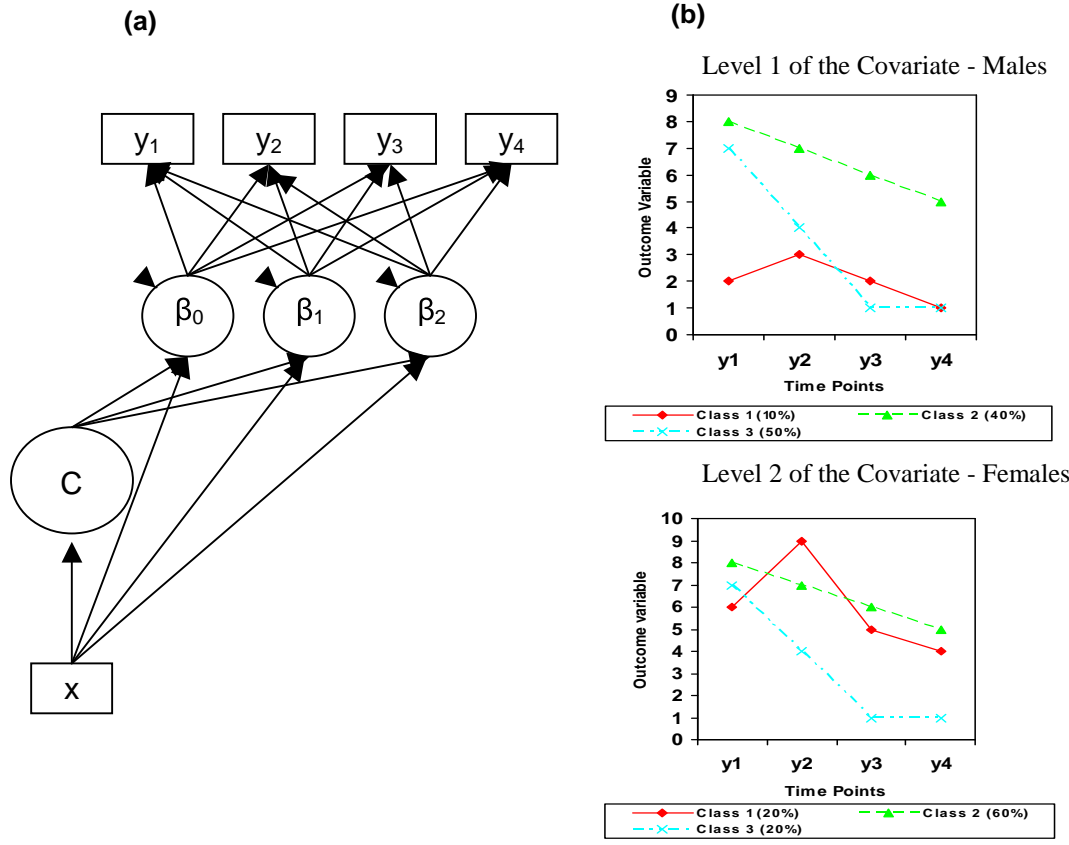 (a)
y1
y2
y3
y4
β0
β1
β2
C
x
(b)
Level 1 of the Covariate - Males
9
8
7
6
5
4
3
2
1
0
Outcome Variable
y1 y2 y3 y4
Time Points
Class 1 (10%) Class 2 (40%)
Class 3 (50%)
Level 2 of the Covariate - Females
10
9
8
7
6
5
4
3
2
1
0
Outcome variable
y1 y2 y3 y4
Time Points
Class 1 (20%) Class 2 (60%)
Class 3 (20%)